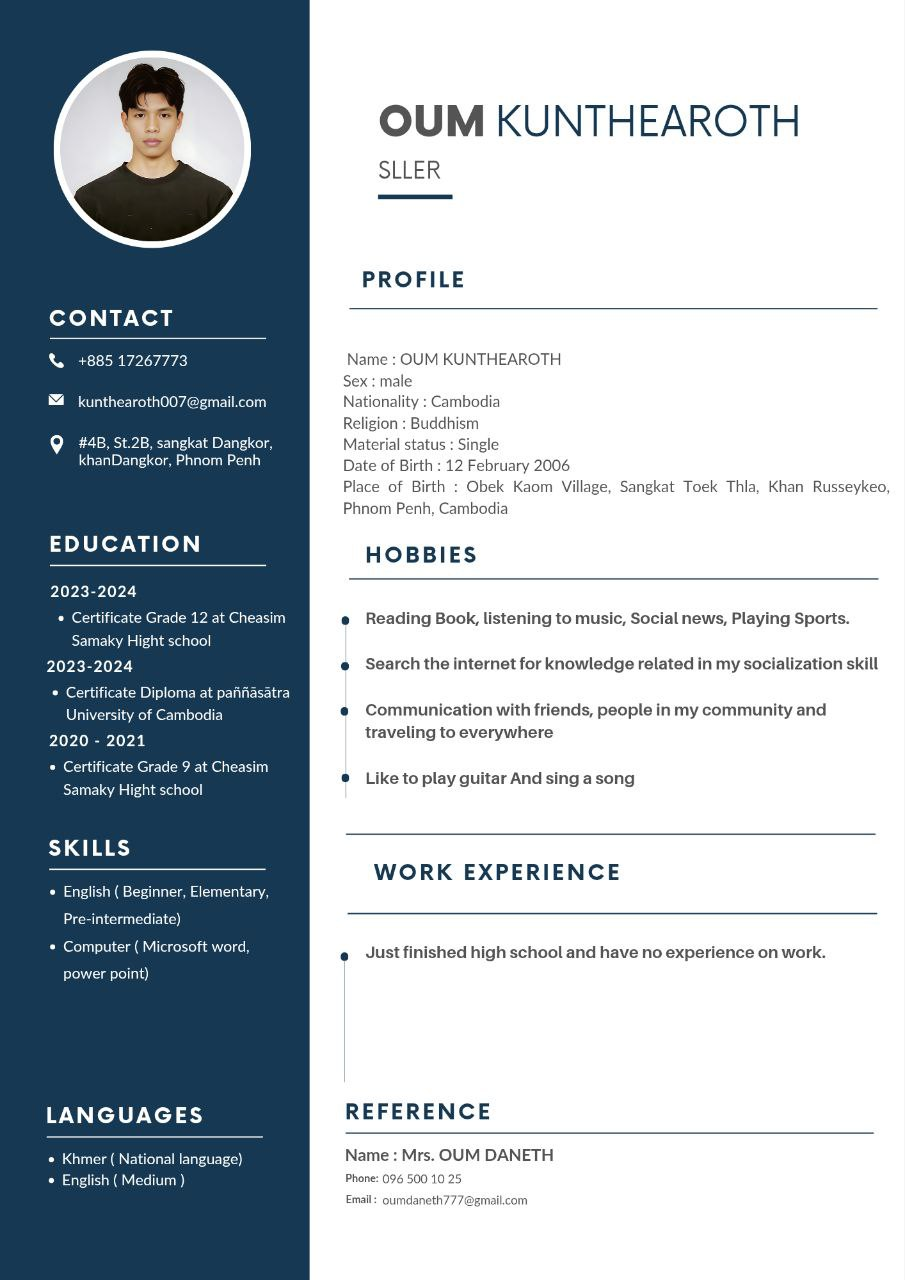 OUM KUNTHEAROTH
SLLER
CONTACT
+885 17267773
kunthearoth007@gmail.com
#4B, St.2B, sangkat Dangkor,
khanDangkor, Phnom Penh
EDUCATION
2023-2024
• Certificate Grade 12 at Cheasim
Samaky Hight school
2023-2024
• Certificate Diploma at paññāsātra
University of Cambodia
2020 - 2021
• Certificate Grade 9 at Cheasim
Samaky Hight school
SKILLS
• English ( Beginner, Elementary,
Pre-intermediate)
• Computer ( Microsoft word,
power point)
LANGUAGES
• Khmer ( National language)
• English ( Medium )
PROFILE
Name : OUM KUNTHEAROTH
Sex : male
Nationality : Cambodia
Religion : Buddhism
Material status : Single
Date of Birth : 12 February 2006
Place of Birth : Obek Kaom Village, Sangkat Toek Thla, Khan Russeykeo,
Phnom Penh, Cambodia
HOBBIES
Reading Book, listening to music, Social news, Playing Sports.
Search the internet for knowledge related in my socialization skill
Communication with friends, people in my community and
traveling to everywhere
Like to play guitar And sing a song
WORK EXPERIENCE
Just finished high school and have no experience on work.
REFERENCE
Name : Mrs. OUM DANETH
Phone: 096 500 10 25
Email : oumdaneth777@gmail.com